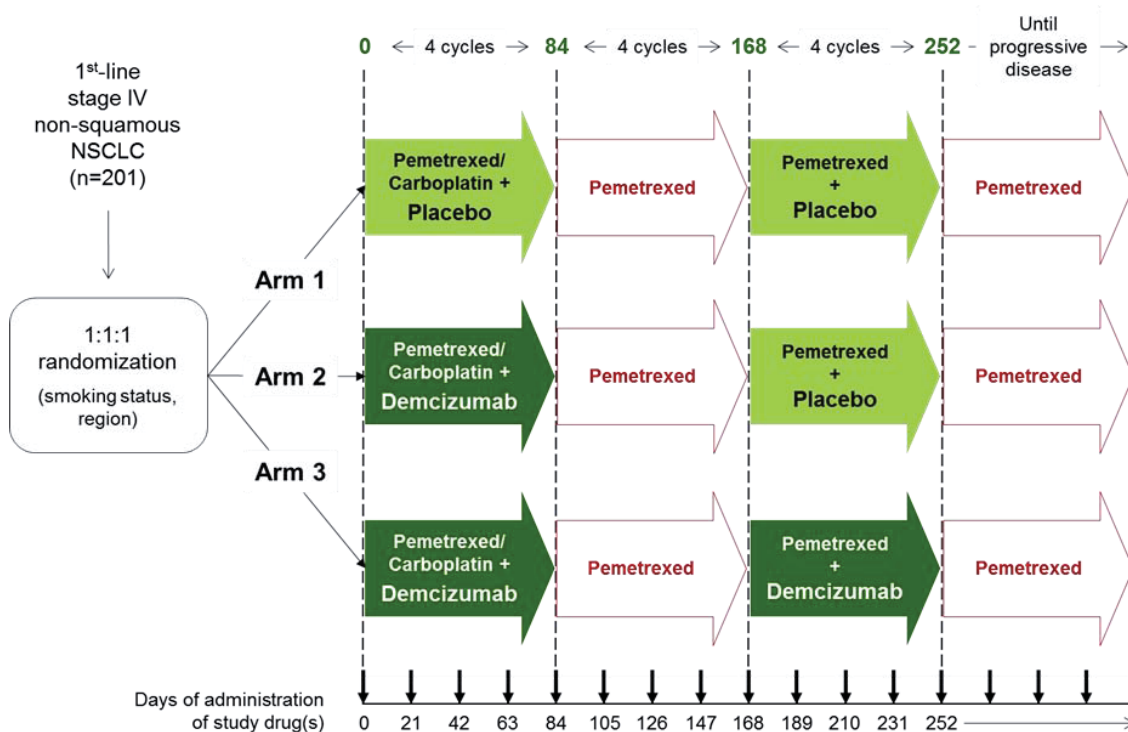 0 4 cycles 84 4 cycles 168 4 cycles 252 Until
progressive
disease
1st-line
stage IV
non-squamous
NSCLC
(n=201)
1:1:1
randomization
(smoking status,
region)
Arm 1
Arm 2
Arm 3
Pemetrexed/
Carboplatin +
Placebo
Pemetrexed
Pemetrexed
+
Placebo
Pemetrexed
Pemetrexed/
Carboplatin +
Demcizumab
Pemetrexed
Pemetrexed
+
Placebo
Pemetrexed
Pemetrexed/
Carboplatin +
Demcizumab
Pemetrexed
Pemetrexed
+
Demcizumab
Pemetrexed
Days of administration
of study drug(s)
0 21 42 63 84 105 126 147 168 189 210 231 252